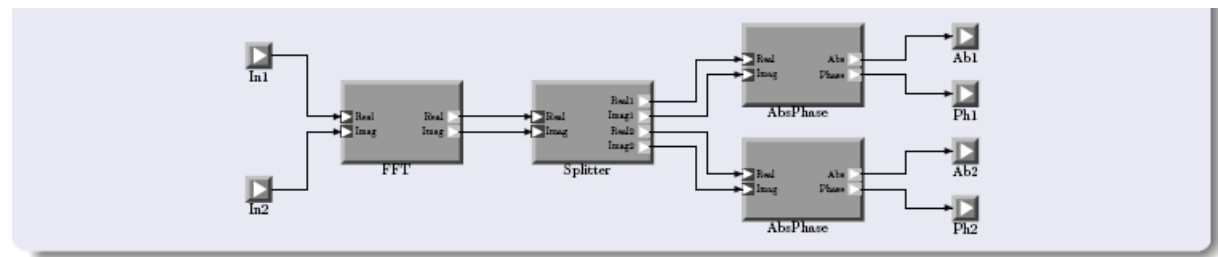 In1
In2
Real
Imag
Real
Imag
FFT
Real
Imag
Real1
Imag1
Real2
Imag2
Splitter
Real
Imag
Abs
Phase
AbsPhase
Real
Imag
Abs
Phase
AbsPhase
Ab1
Ph1
Ab2
Ph2